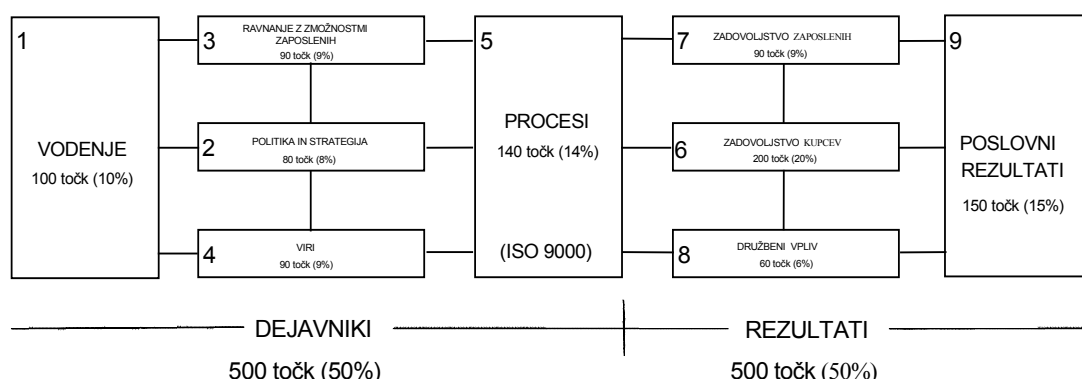 1
VODENJE
100 točk (10%)
3
RAVNANJE Z ZMOŽNOSTMI
ZAPOSLENIH
90 točk (9%)
2
POLITIKA IN STRATEGIJA
80 točk (8%)
4
VIRI
90 točk (9%)
5
PROCESI
140 točk (14%)
(ISO 9000)
7
ZADOVOLJSTVO ZAPOSLENIH
90 točk (9%)
6
ZADOVOLJSTVO KUPCEV
200 točk (20%)
8
DRUŽBENI VPLIV
60 točk (6%)
9
POSLOVNI
REZULTATI
150 točk (15%)
DEJAVNIKI
500 točk (50%)
REZULTATI
500 točk (50%)